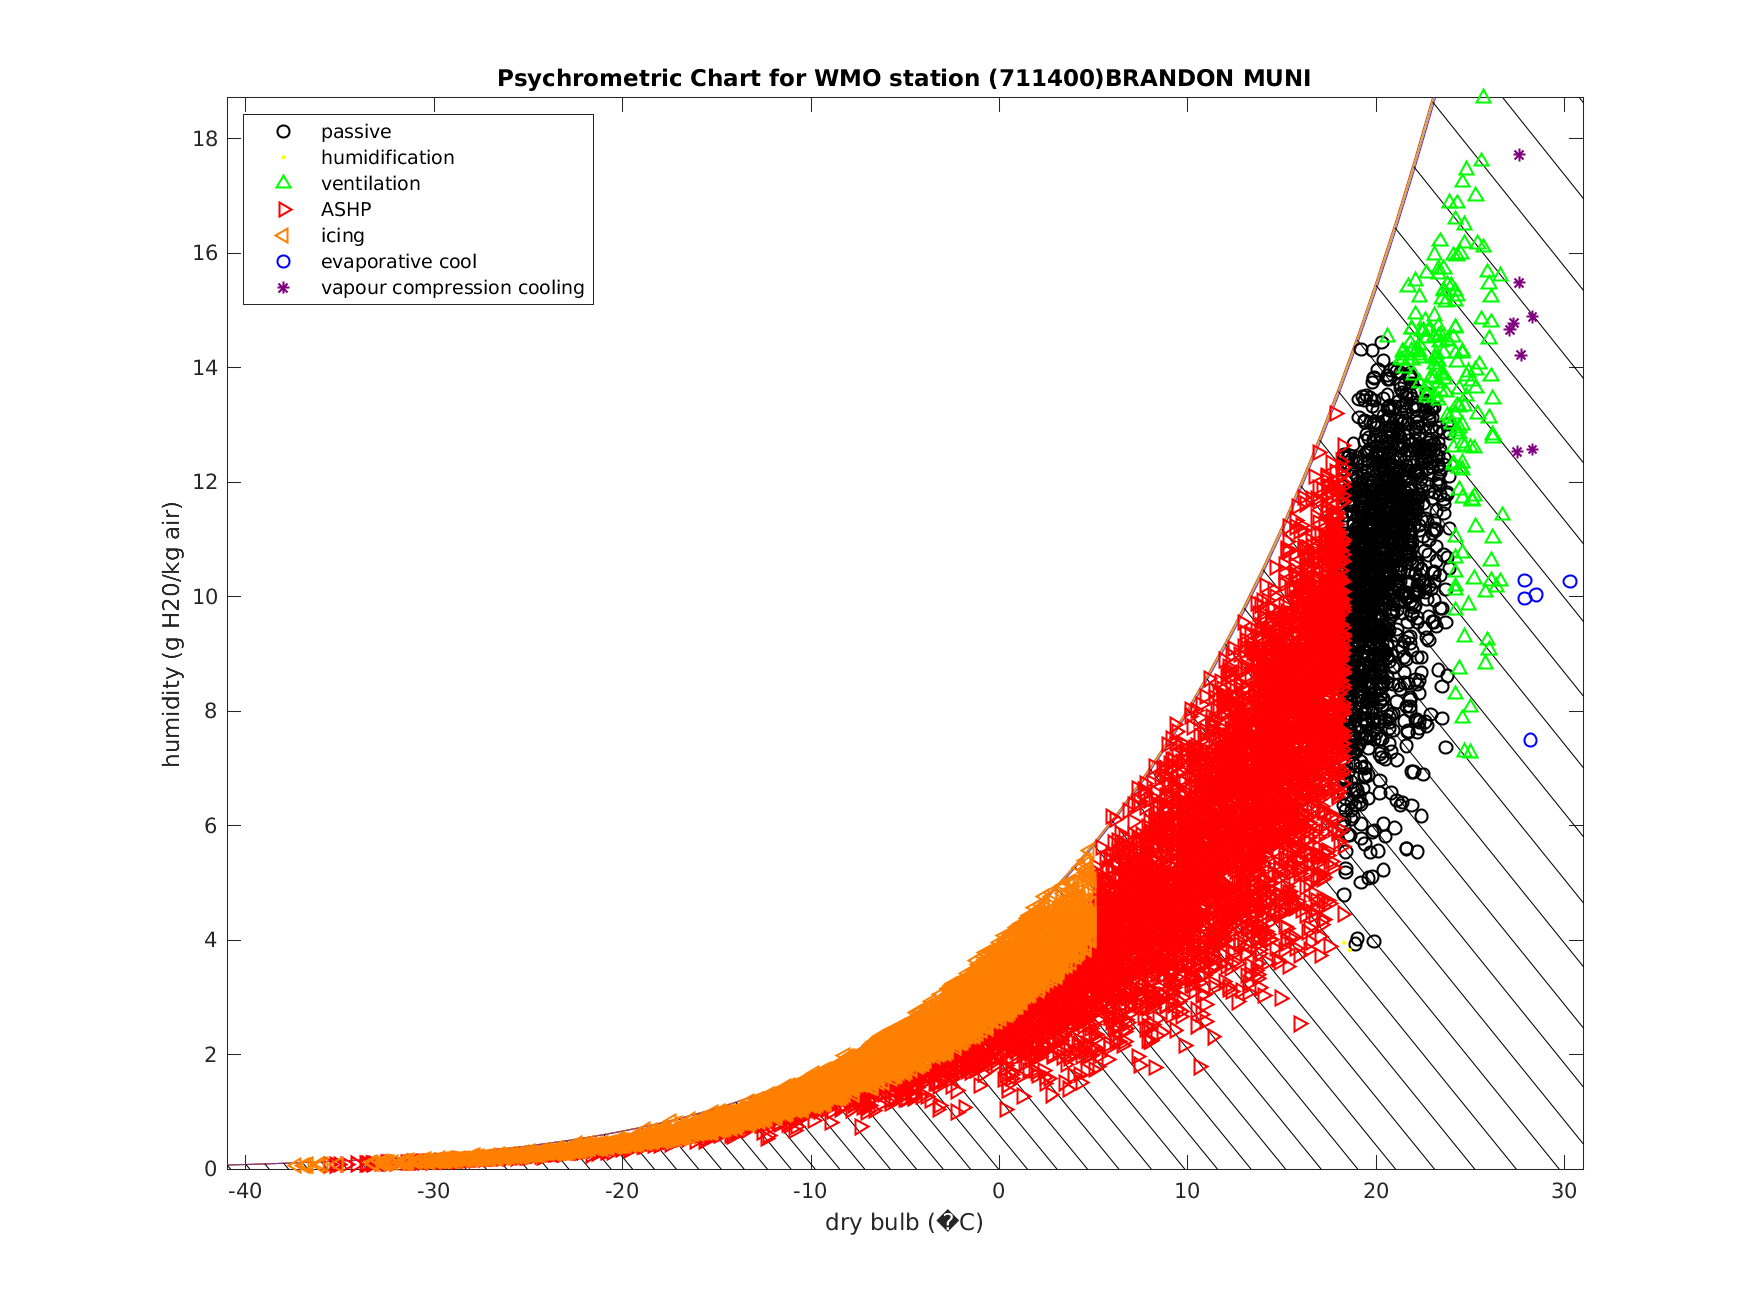 Psychrometric Chart for WMO station (711400)BRANDON MUNI
passive
humidification
ventilation
ASHP
icing
evaporative cool
vapour compression cooling
humidity (g H20/kg air)
18
16
14
12
10
8
6
4
2
0
-40 -30 -20 -10 0 10 20 30
dry bulb (�C)